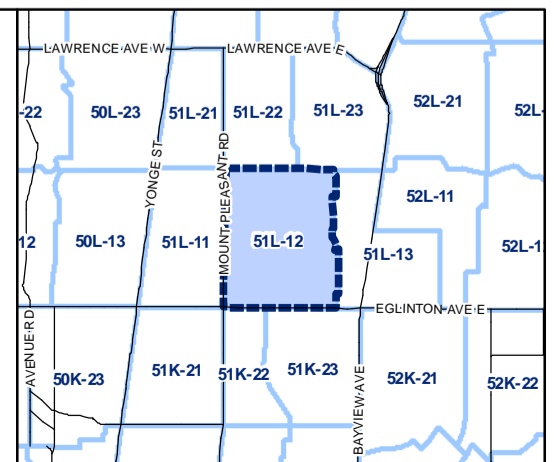 LAWRENCE AVE W
LAWRENCE AVE E
-22
50L-23
51L-21
51L-22
51L-23
52L-21
52L-
YONGE ST
MOUNT PLEASANT RD
52L-11
12
50L-13
51L-11
51L-12
51L-13
52L-1
EGLINTON AVE E
AVENUE RD
50K-23
51K-21
51K-22
51K-23
52K-21
52K-22
BAYVIEW AVE